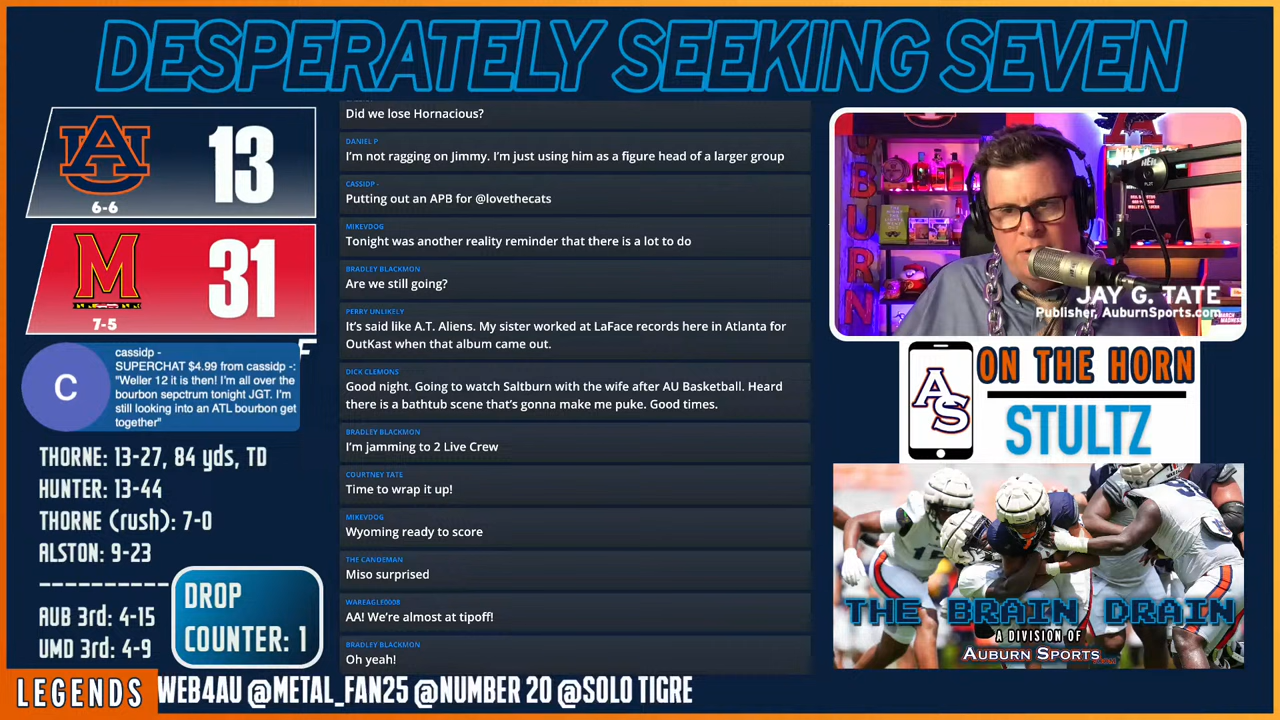 DESPERATELY SEEKING SEVEN
AU
13
6-6
M
31
7-5
cassidp -
SUPERCHAT $4.99 from cassidp -:
"Weller 12 it is then! I'm all over the
bourbon sepctrum tonight JGT. I'm
still looking into an ATL bourbon get
together"
C
THORNE: 13-27, 84 yds, TD
HUNTER: 13-44
THORNE (rush): 7-0
ALSTON: 9-23
----------
AUB 3rd: 4-15
UMD 3rd: 4-9
DROP
COUNTER: 1
Did we lose Hornacious?
DANIEL P
I'm not ragging on Jimmy. I'm just using him as a figure head of a larger group
CASSIDP -
Putting out an APB for @lovethecats
MIKEVDOG
Tonight was another reality reminder that there is a lot to do
BRADLEY BLACKMON
Are we still going?
PERRY UNLIKELY
It's said like A.T. Aliens. My sister worked at LaFace records here in Atlanta for
OutKast when that album came out.
DICK CLEMONS
Good night. Going to watch Saltburn with the wife after AU Basketball. Heard
there is a bathtub scene that's gonna make me puke. Good times.
BRADLEY BLACKMON
I'm jamming to 2 Live Crew
COURTNEY TATE
Time to wrap it up!
MIKEVDOG
Wyoming ready to score
THE CANDEMAN
Miso surprised
WAREAGLE0008
AA! We're almost at tipoff!
BRADLEY BLACKMON
Oh yeah!
BURN
JAY G. TATE
Publisher, AuburnSports.com
AS
ON THE HORN
STULTZ
THE BRAIN DRAIN
A DIVISION OF
AUBURN SPORTS
LEGENDS
WEB4AU @METAL_FAN25 @NUMBER 20 @SOLO TIGRE